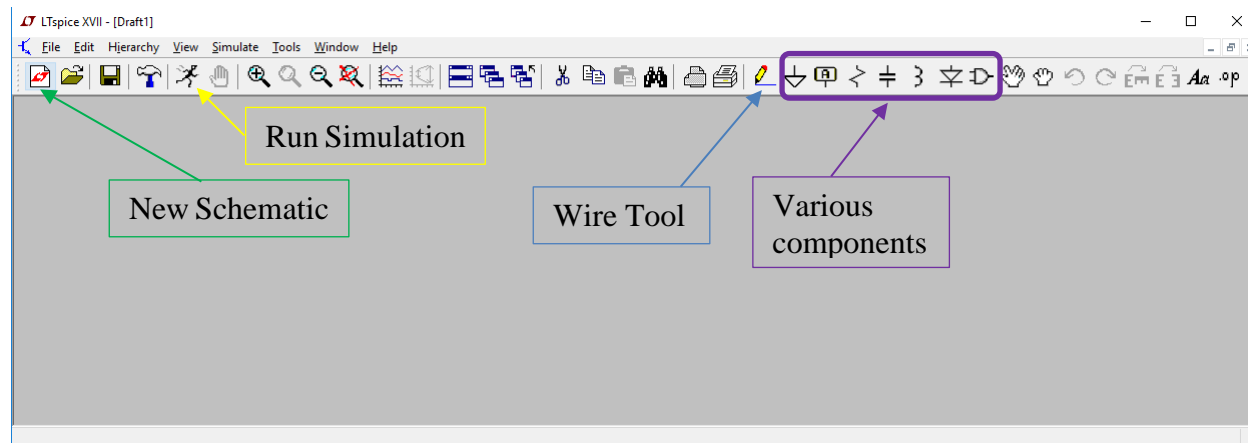 LTspice XVII - [Draft1]
File Edit Hierarchy View Simulate Tools Window Help
A Aa .op
Run Simulation
New Schematic
Wire Tool
Various
components